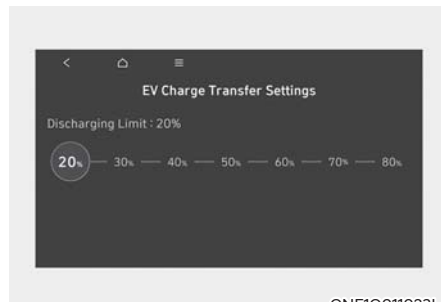 EV Charge Transfer Settings
Discharging Limit : 20%
20% 30% 40% 50% 60% 70% 80%